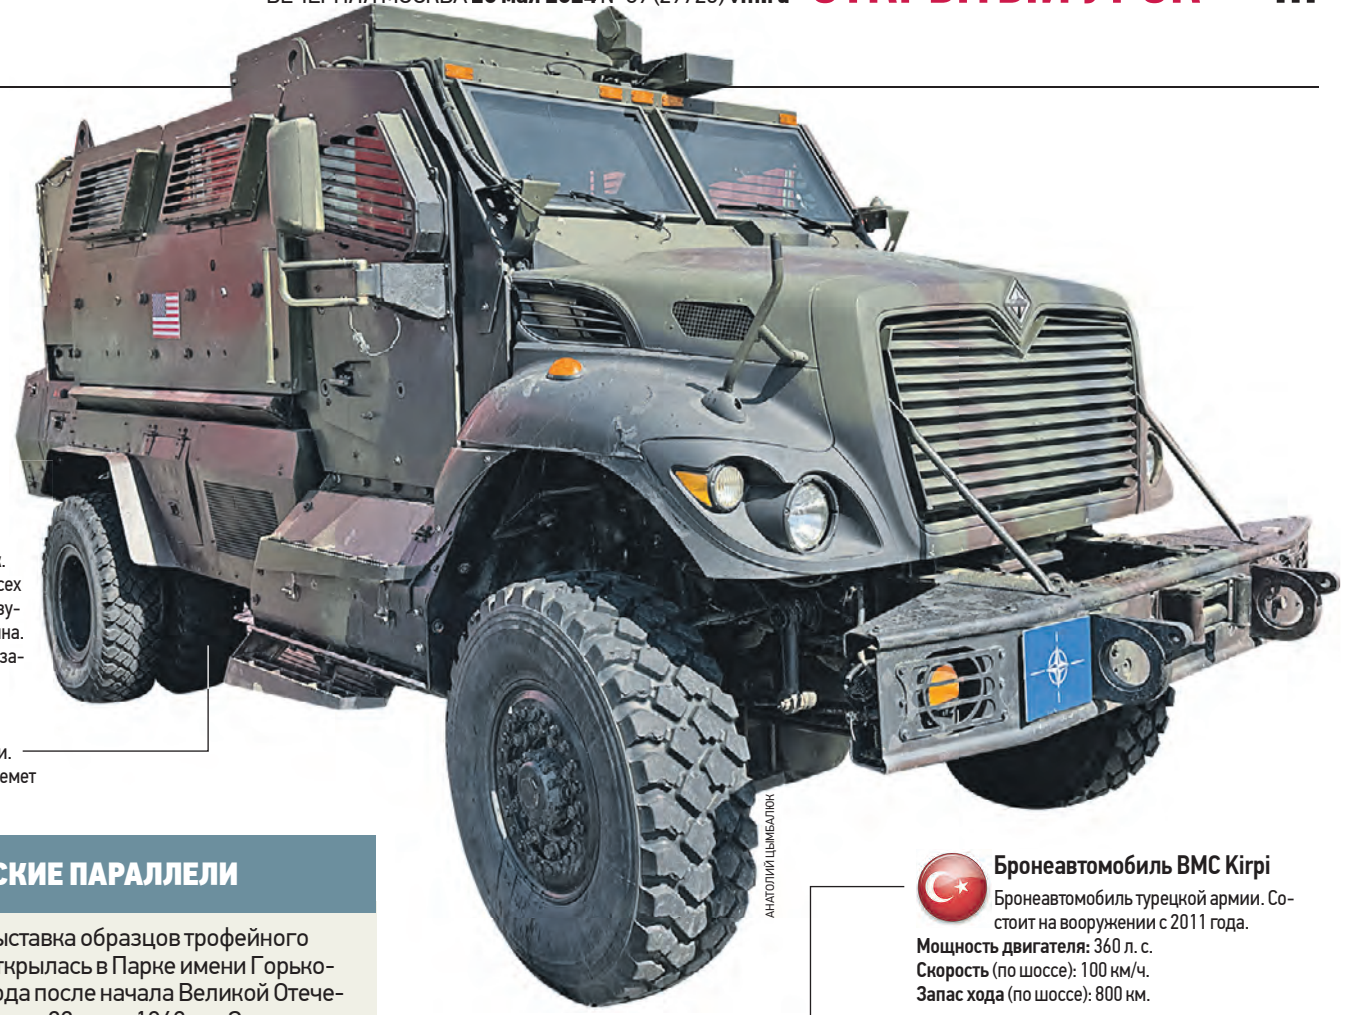 к.
сех
ву-
на.
за-
и.
емет
СКИЕ ПАРАЛЛЕЛИ
ыставка образцов трофейного
ткрылась в Парке имени Горько-
ода после начала Великой Отече-
АНАТОЛИЙ ЦЫМБАЛЮК
Бронеавтомобиль BMC Kirpi
Бронеавтомобиль турецкой армии. Со-
стоит на вооружении с 2011 года.
Мощность двигателя: 360 л. с.
Скорость (по шоссе): 100 км/ч.
Запас хода (по шоссе): 800 км.